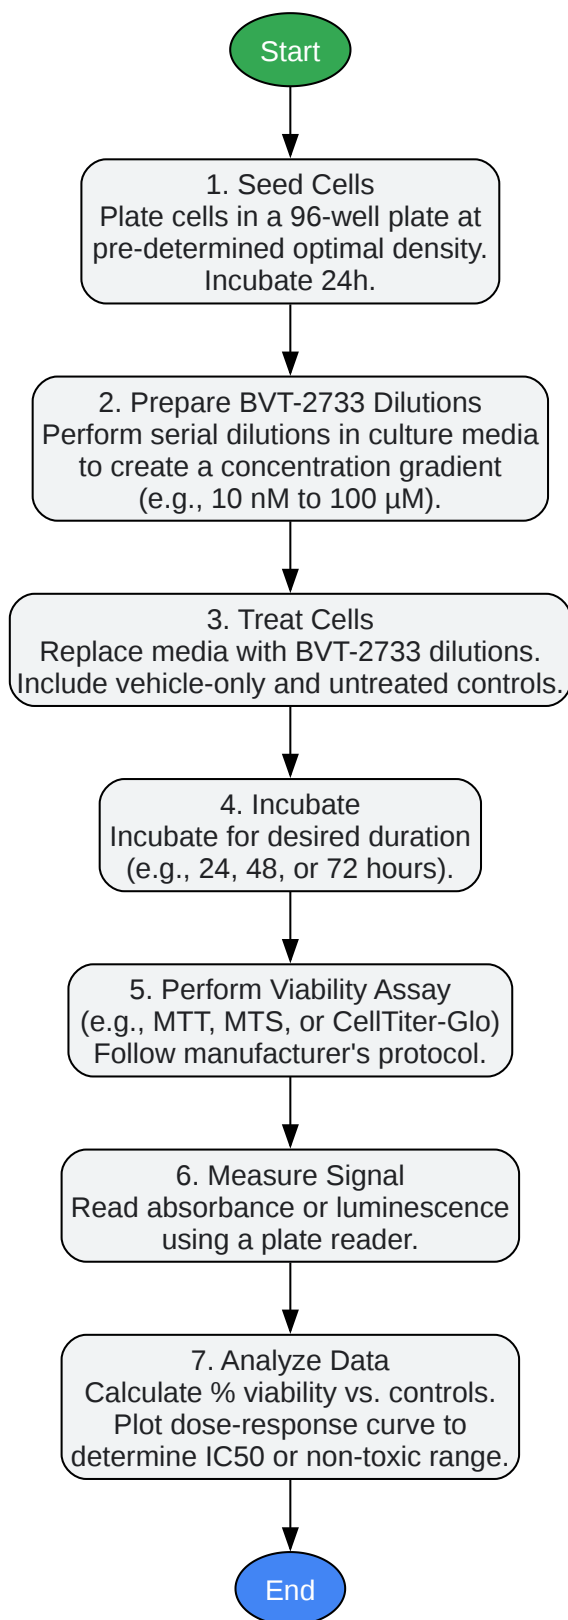 Start
1. Seed Cells
Plate cells in a 96-well plate at
pre-determined optimal density.
Incubate 24h.
2. Prepare BVT-2733 Dilutions
Perform serial dilutions in culture media
to create a concentration gradient
(e.g., 10 nM to 100 µM).
3. Treat Cells
Replace media with BVT-2733 dilutions.
Include vehicle-only and untreated controls.
4. Incubate
Incubate for desired duration
(e.g., 24, 48, or 72 hours).
5. Perform Viability Assay
(e.g., MTT, MTS, or CellTiter-Glo)
Follow manufacturer's protocol.
6. Measure Signal
Read absorbance or luminescence
using a plate reader.
7. Analyze Data
Calculate % viability vs. controls.
Plot dose-response curve to
determine IC50 or non-toxic range.
End